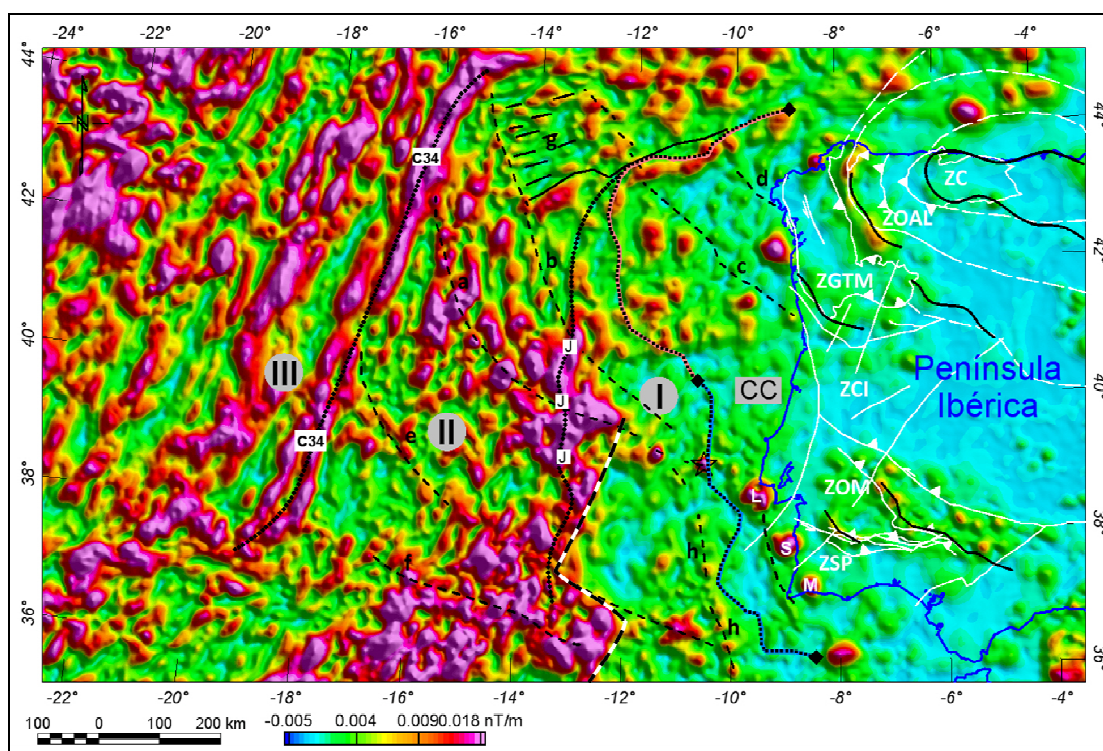 -20° -18° -16° -14° -12° -10° -8° -6° -4°
44°
44°
N
C34
g
d
ZC
42°
ZOAL
42°
b
c
a
ZGTM
40°
J
III
I
CC
ZCI
Península
Ibérica
40°
J
II
e
C34
J
38°
ZOM
L
38°
S
h
ZSP
f
M
36°
h
36°
-22° -20° -18° -16° -14° -12° -10° -8° -6° -4°
100 0 100 200 km
-0.005 0.004 0.009 0.018 nT/m